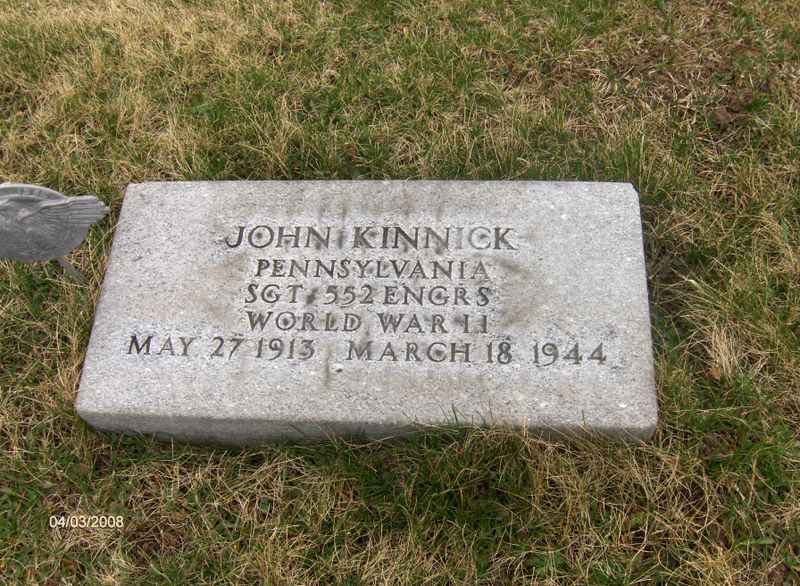 JOHN KINNICK
PENNSYLVANIA
SGT 552 ENGRS
WORLD WAR II
MAY 27 1913 MARCH 18 1944
04/03/2008